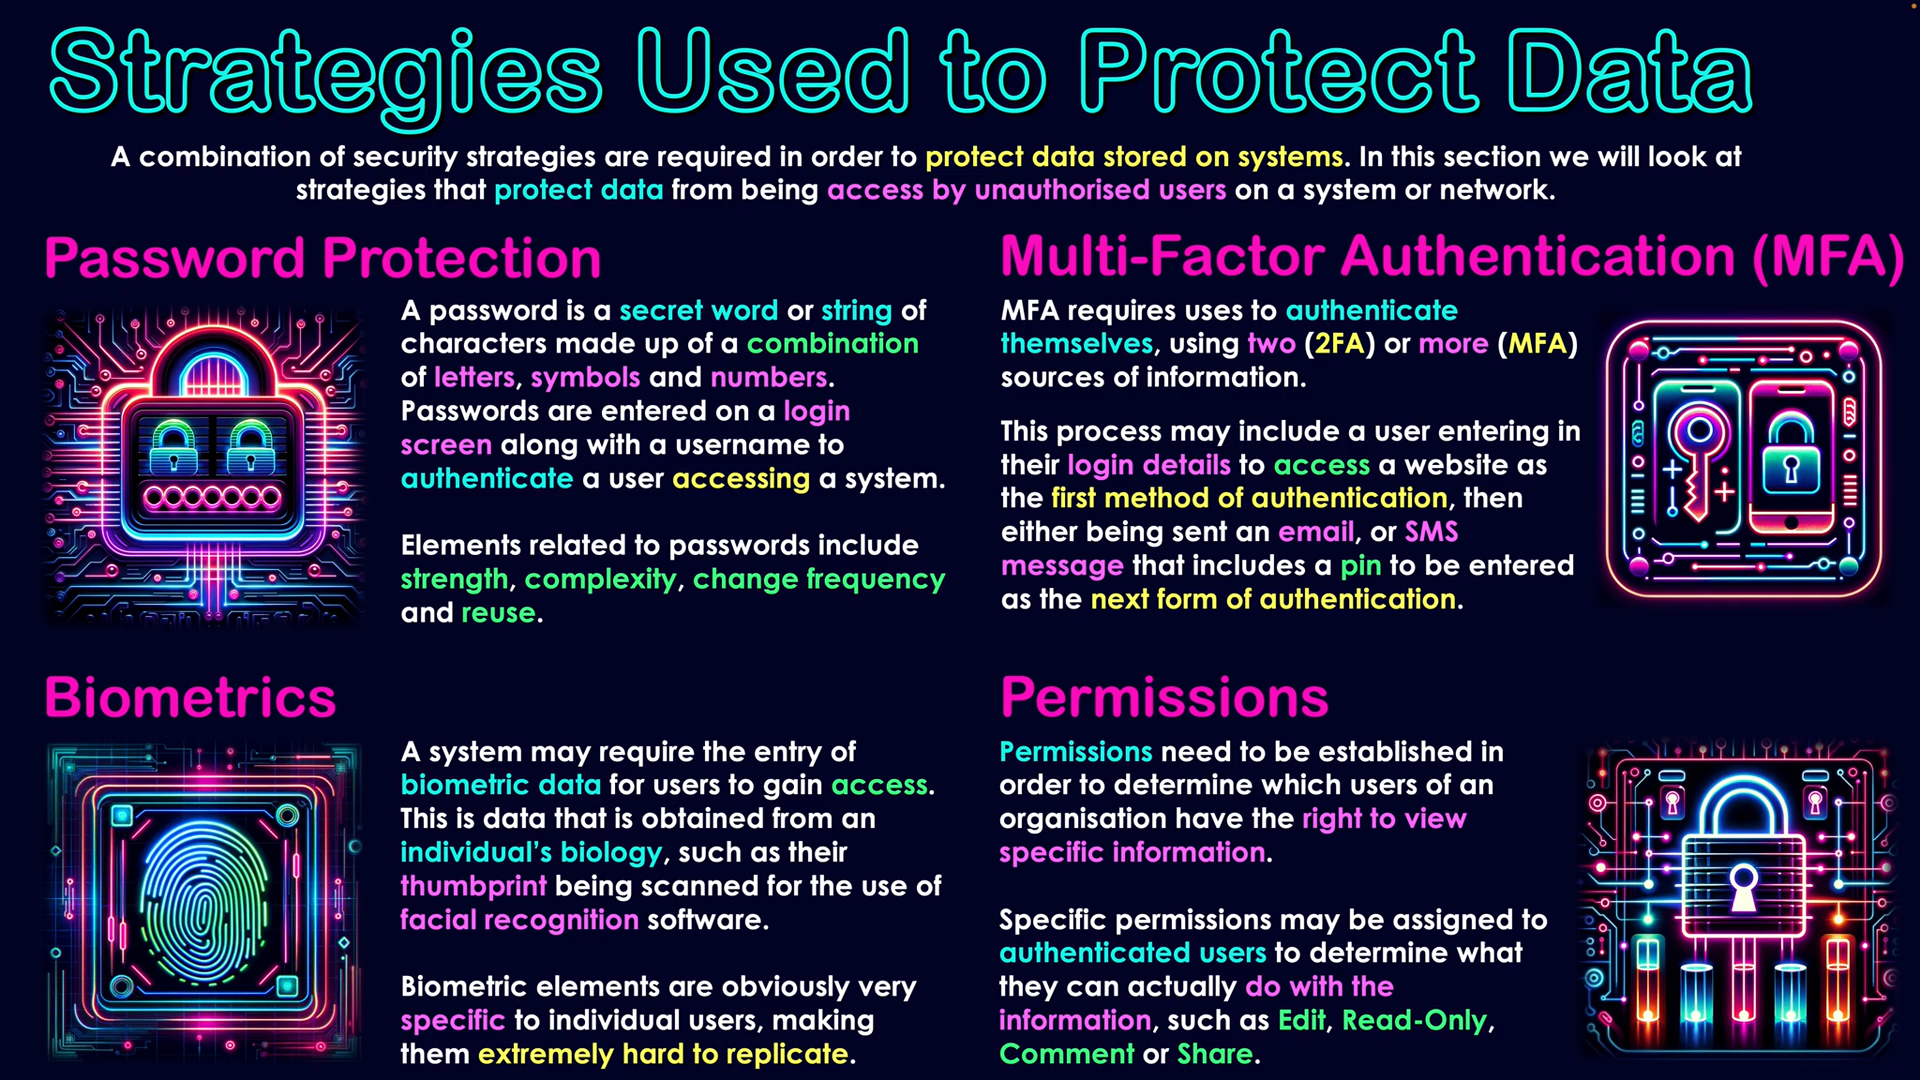 Strategies Used to Protect Data
A combination of security strategies are required in order to protect data stored on systems. In this section we will look at
strategies that protect data from being access by unauthorised users on a system or network.
Password Protection
A password is a secret word or string of
characters made up of a combination
of letters, symbols and numbers.
Passwords are entered on a login
screen along with a username to
authenticate a user accessing a system.
Elements related to passwords include
strength, complexity, change frequency
and reuse.
Multi-Factor Authentication (MFA)
MFA requires uses to authenticate
themselves, using two (2FA) or more (MFA)
sources of information.
This process may include a user entering in
their login details to access a website as
the first method of authentication, then
either being sent an email, or SMS
message that includes a pin to be entered
as the next form of authentication.
Biometrics
A system may require the entry of
biometric data for users to gain access.
This is data that is obtained from an
individual’s biology, such as their
thumbprint being scanned for the use of
facial recognition software.
Biometric elements are obviously very
specific to individual users, making
them extremely hard to replicate.
Permissions
Permissions need to be established in
order to determine which users of an
organisation have the right to view
specific information.
Specific permissions may be assigned to
authenticated users to determine what
they can actually do with the
information, such as Edit, Read-Only,
Comment or Share.